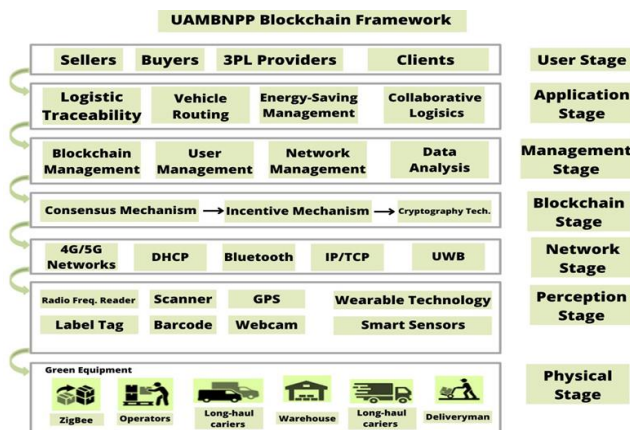 UAMBNPP Blockchain Framework
Sellers Buyers 3PL Providers Clients User Stage
Logistic Vehicle Energy-Saving Collaborative Application
Traceability Routing Management Logisics Stage
Blockchain User Network Data Management
Management Management Management Analysis Stage
Consensus Mechanism Incentive Mechanism Cryptography Tech. Blockchain
Stage
4G/5G DHCP Bluetooth IP/TCP UWB Network
Networks Stage
Radio Freq. Reader Scanner GPS Wearable Technology Perception
Label Tag Barcode Webcam Smart Sensors Stage
Green Equipment Physical
Stage
ZigBee Operators Long-haul Warehouse Long-haul Deliveryman
cariers cariers